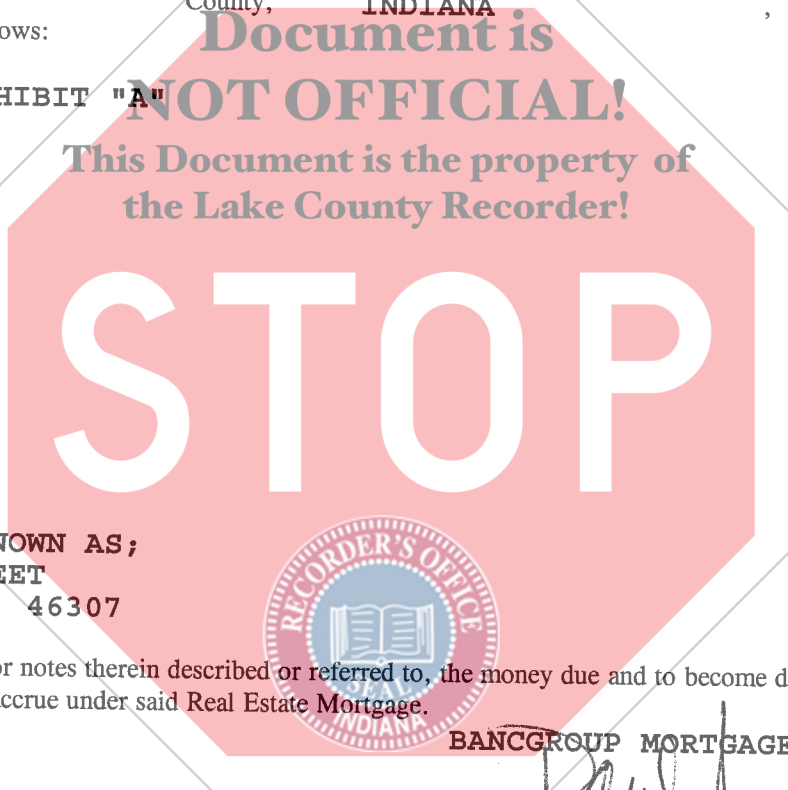 County, INDIANA ,
ows:
Document is
HIBIT "A"
NOT OFFICIAL!
This Document is the property of
the Lake County Recorder!
STOP
NOWN AS;
EET
46307
RECORDER'S OFFICE
SEAL
INDIANA
or notes therein described or referred to, the money due and to become d
ccrue under said Real Estate Mortgage.
BANCGROUP MORTGAGE